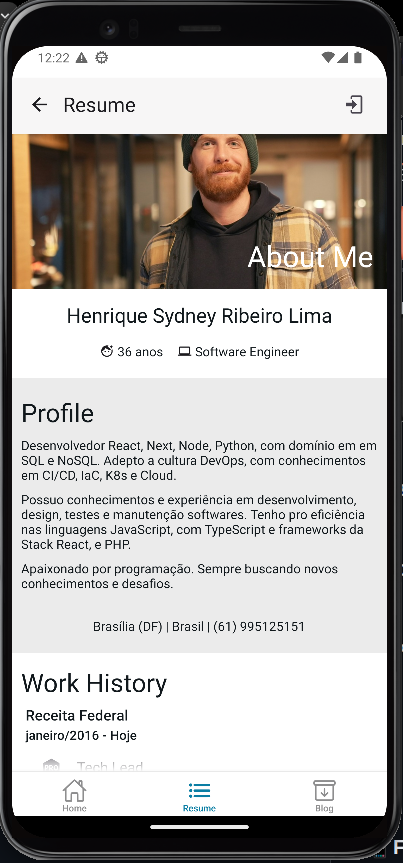 12:22
Resume
About Me
Henrique Sydney Ribeiro Lima
36 anos Software Engineer
Profile
Desenvolvedor React, Next, Node, Python, com domínio em em
SQL e NoSQL. Adepto a cultura DevOps, com conhecimentos
em CI/CD, IaC, K8s e Cloud.
Possuo conhecimentos e experiência em desenvolvimento,
design, testes e manutenção softwares. Tenho pro eficiência
nas linguagens JavaScript, com TypeScript e frameworks da
Stack React, e PHP.
Apaixonado por programação. Sempre buscando novos
conhecimentos e desafios.
Brasília (DF) | Brasil | (61) 995125151
Work History
Receita Federal
janeiro/2016 - Hoje
Tech Lead
Home Resume Blog